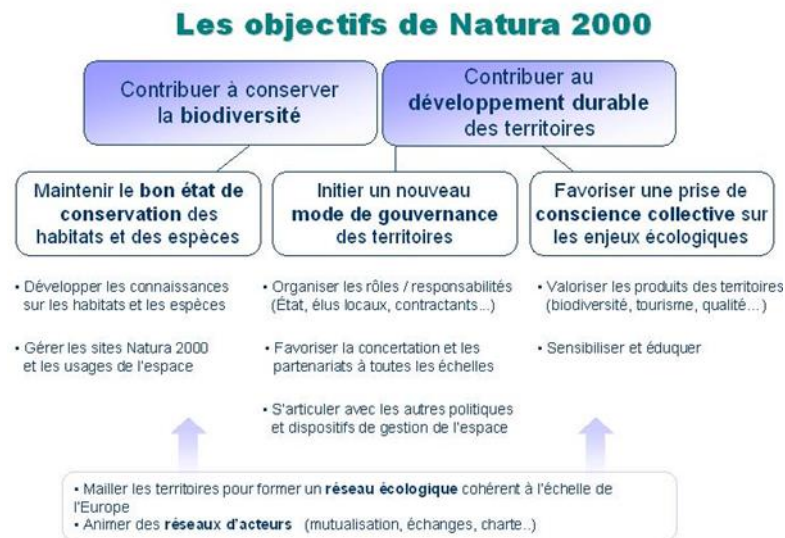 Les objectifs de Natura 2000
Contribuer à conserver
la biodiversité
Contribuer au
développement durable
des territoires
Maintenir le bon état de
conservation des
habitats et des espèces
Initier un nouveau
mode de gouvernance
des territoires
Favoriser une prise de
conscience collective sur
les enjeux écologiques
• Développer les connaissances
sur les habitats et les espèces
• Gérer les sites Natura 2000
et les usages de l'espace
• Organiser les rôles / responsabilités
(État, élus locaux, contractants...)
• Favoriser la concertation et les
partenariats à toutes les échelles
• S'articuler avec les autres politiques
et dispositifs de gestion de l'espace
• Valoriser les produits des territoires
(biodiversité, tourisme, qualité...)
• Sensibiliser et éduquer
• Mailler les territoires pour former un réseau écologique cohérent à l'échelle de
l'Europe
• Animer des réseaux d'acteurs (mutualisation, échanges, charte..)